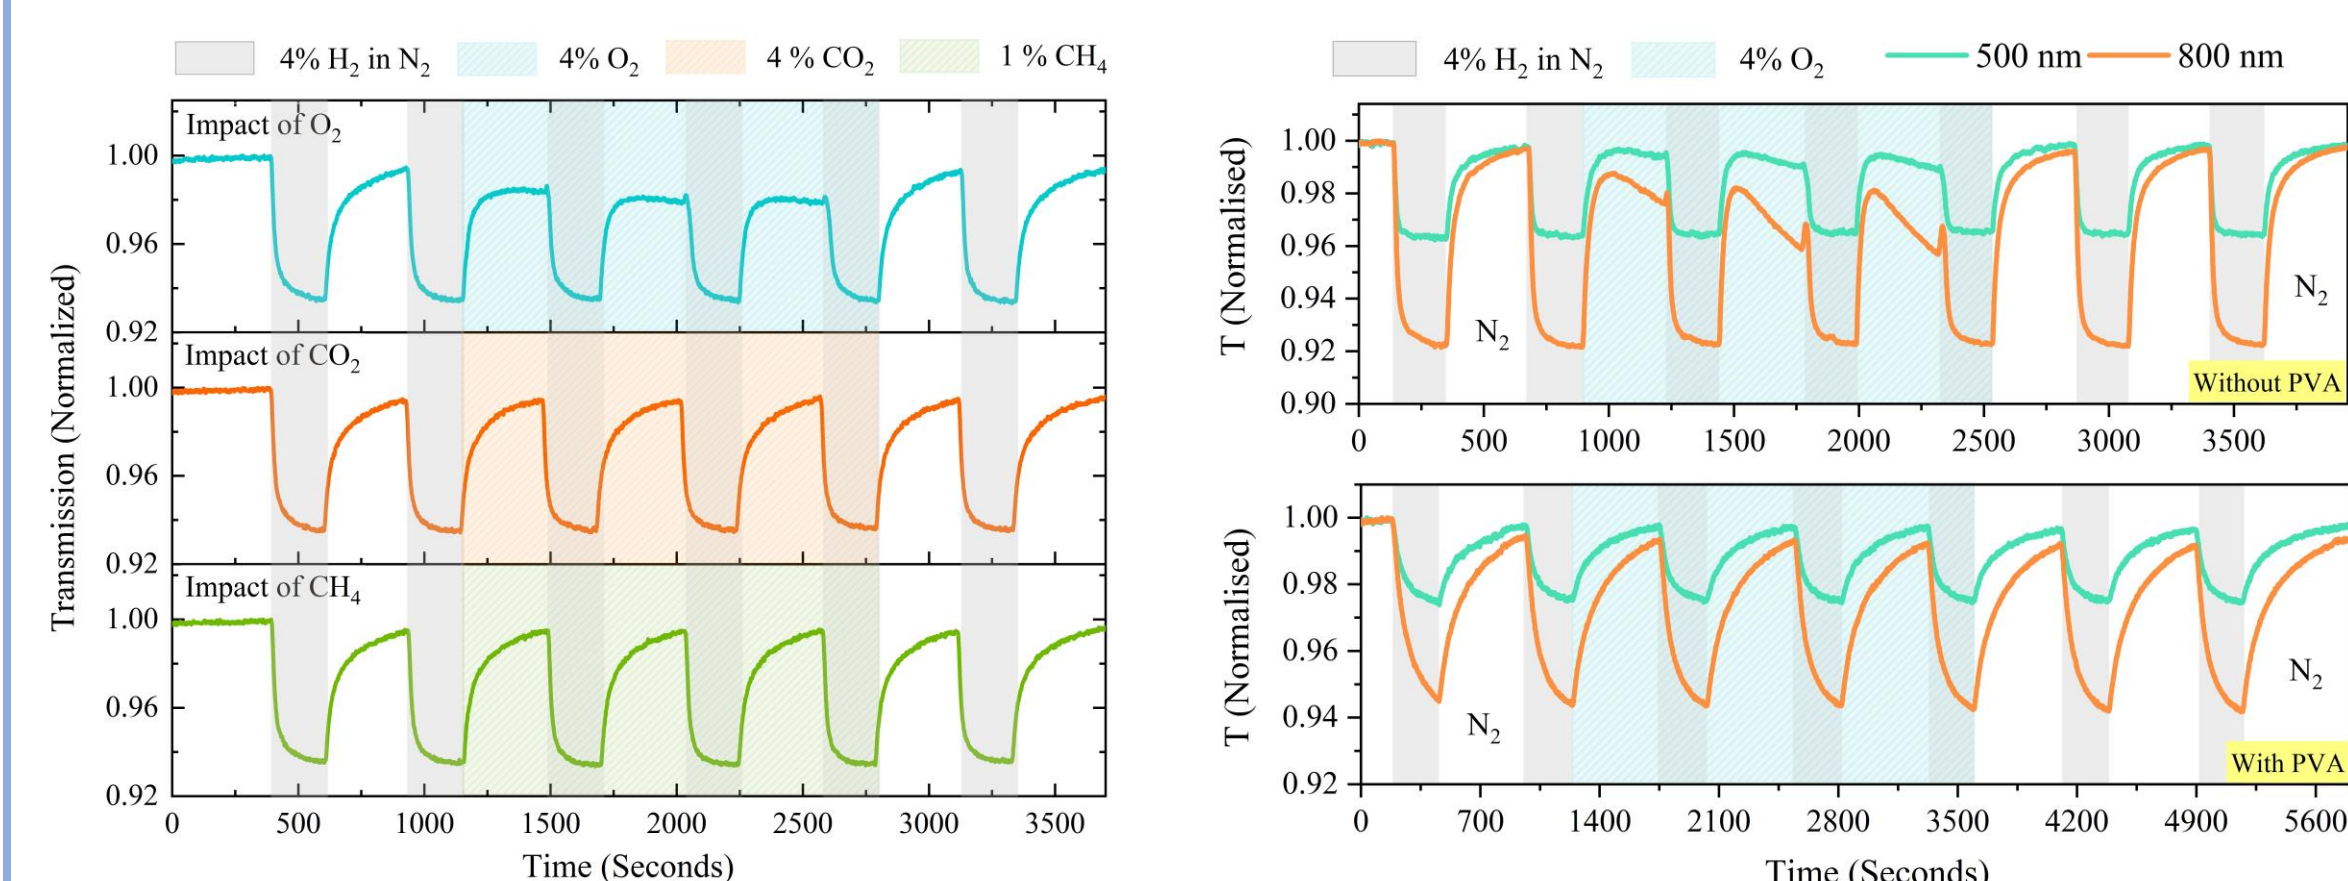 4% H₂ in N₂ 4% O₂ 4 % CO₂ 1 % CH₄
Transmission (Normalized)
Impact of O₂
1.00
0.96
0.92
Impact of CO₂
1.00
0.96
0.92
Impact of CH₄
1.00
0.96
0.92
0 500 1000 1500 2000 2500 3000 3500
Time (Seconds)
4% H₂ in N₂ 4% O₂ 500 nm 800 nm
T (Normalised)
1.00
0.98
0.96
0.94
0.92
0.90
N₂
N₂
Without PVA
0 500 1000 1500 2000 2500 3000 3500
T (Normalised)
1.00
0.98
0.96
0.94
0.92
N₂
N₂
With PVA
0 700 1400 2100 2800 3500 4200 4900 5600
Time (Seconds)